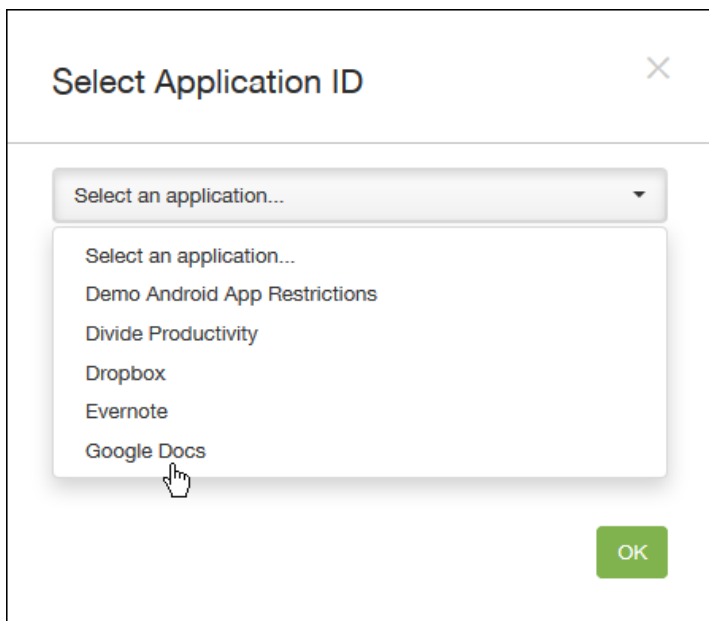 Select Application ID
Select an application...
Select an application...
Demo Android App Restrictions
Divide Productivity
Dropbox
Evernote
Google Docs
OK